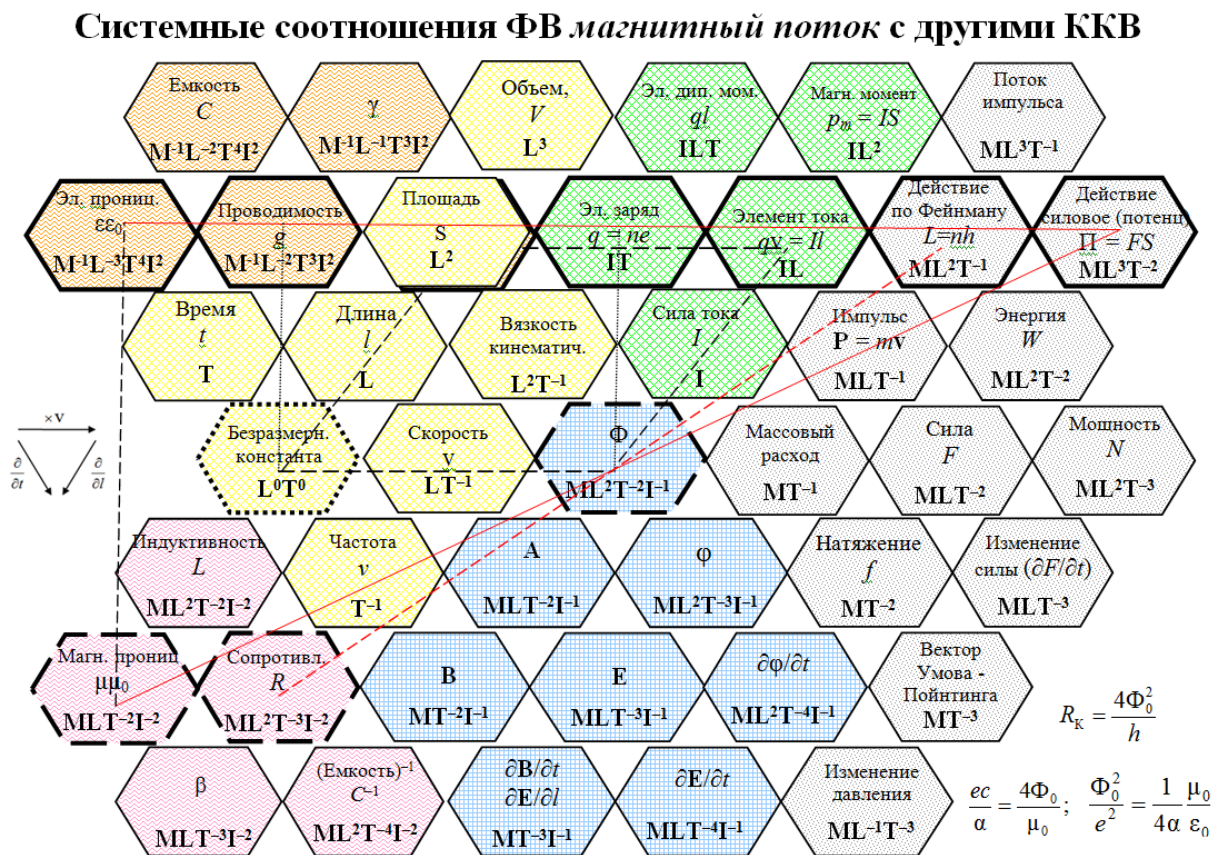 Системные соотношения ФВ магнитный поток с другими ККВ
Емкость
C
M⁻¹L⁻²T⁴I²
γ
M⁻¹L⁻¹T³I²
Объем,
V
L³
Эл. дип. мом.
ql
ILT
Магн. момент
pₘ = IS
IL²
Поток
импульса
ML³T⁻¹
Эл. прониц.
εε₀
M⁻¹L⁻³T⁴I²
Проводимость
g
M⁻¹L⁻²T³I²
Площадь
S
L²
Эл. заряд
q = ne
IT
Элемент тока
qv = Il
IL
Действие
по Фейнману
L=nh
ML²T⁻¹
Действие
силовое (потенц)
П = FS
ML³T⁻²
Время
t
T
Длина
l
L
Вязкость
кинематич.
L²T⁻¹
Сила тока
I
I
Импульс
P = mv
MLT⁻¹
Энергия
W
ML²T⁻²
×v
∂/∂t
∂/∂l
Безразмерн.
константа
L⁰T⁰
Скорость
v
LT⁻¹
Ф
ML²T⁻²I⁻¹
Массовый
расход
MT⁻¹
Сила
F
MLT⁻²
Мощность
N
ML²T⁻³
Индуктивность
L
ML²T⁻²I⁻²
Частота
ν
T⁻¹
A
MLT⁻²I⁻¹
φ
ML²T⁻³I⁻¹
Натяжение
f
MT⁻²
Изменение
силы (∂F/∂t)
MLT⁻³
Магн. прониц
μμ₀
MLT⁻²I⁻²
Сопротивл.
R
ML²T⁻³I⁻²
B
MT⁻²I⁻¹
E
MLT⁻³I⁻¹
∂φ/∂t
ML²T⁻⁴I⁻¹
Вектор
Умова -
Пойнтинга
MT⁻³
R_К = 4Φ₀²/h
β
MLT⁻³I⁻²
(Емкость)⁻¹
C⁻¹
ML²T⁻⁴I⁻²
∂B/∂t
∂E/∂l
MT⁻³I⁻¹
∂E/∂t
MLT⁻⁴I⁻¹
Изменение
давления
ML⁻¹T⁻³
ec/α = 4Φ₀/μ₀; Φ₀²/e² = 1/4α μ₀/ε₀